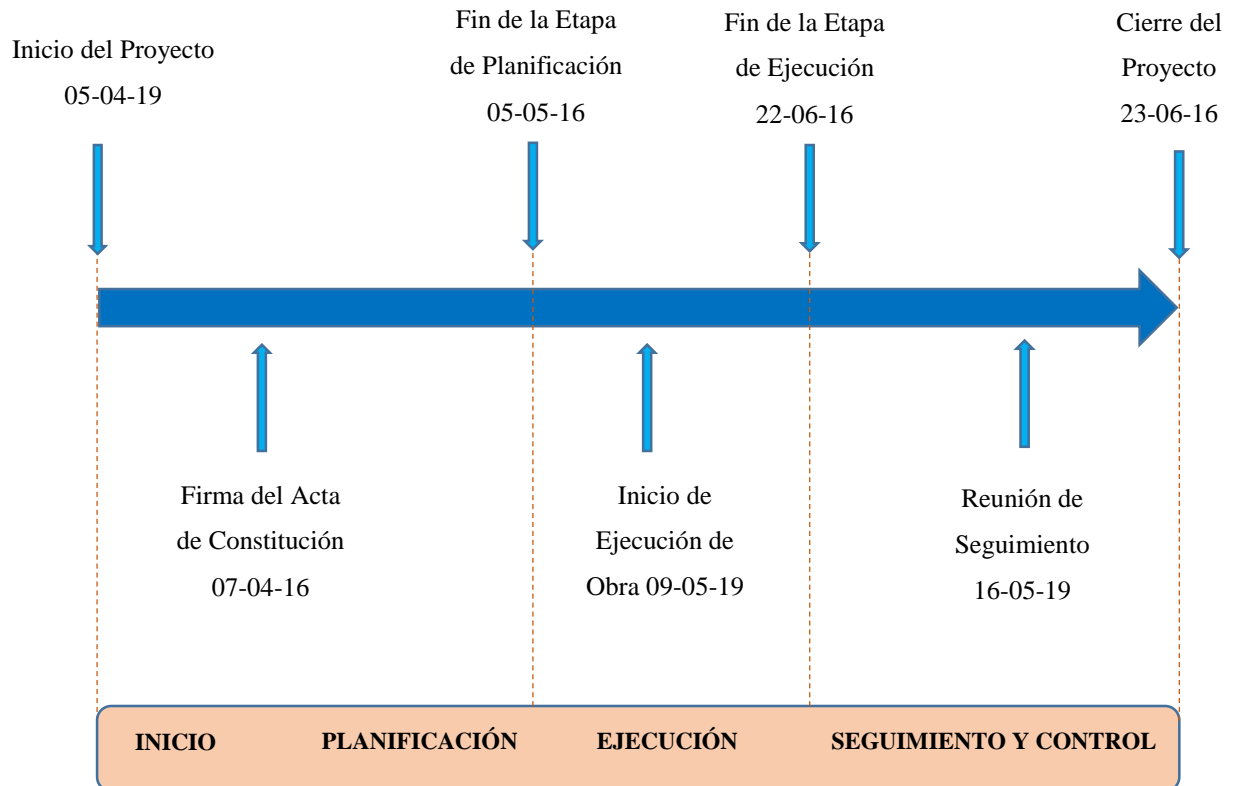 Inicio del Proyecto
05-04-19
Fin de la Etapa
de Planificación
05-05-16
Fin de la Etapa
de Ejecución
22-06-16
Cierre del
Proyecto
23-06-16
Firma del Acta
de Constitución
07-04-16
Inicio de
Ejecución de
Obra 09-05-19
Reunión de
Seguimiento
16-05-19
INICIO PLANIFICACIÓN EJECUCIÓN SEGUIMIENTO Y CONTROL